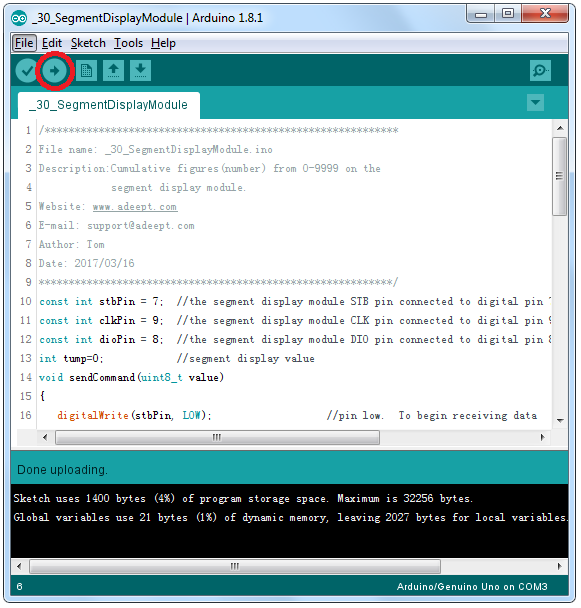 _30_SegmentDisplayModule | Arduino 1.8.1
File Edit Sketch Tools Help
_30_SegmentDisplayModule
1 /***********************************************************
2 File name: _30_SegmentDisplayModule.ino
3 Description:Cumulative figures(number) from 0-9999 on the
4 segment display module.
5 Website: www.adeept.com
6 E-mail: support@adeept.com
7 Author: Tom
8 Date: 2017/03/16
9 ***********************************************************/
10 const int stbPin = 7; //the segment display module STB pin connected to digital pin 7
11 const int clkPin = 9; //the segment display module CLK pin connected to digital pin 9
12 const int dioPin = 8; //the segment display module DIO pin connected to digital pin 8
13 int tump=0; //segment display value
14 void sendCommand(uint8_t value)
15 {
16 digitalWrite(stbPin, LOW); //pin low. To begin receiving data
Done uploading.
Sketch uses 1400 bytes (4%) of program storage space. Maximum is 32256 bytes.
Global variables use 21 bytes (1%) of dynamic memory, leaving 2027 bytes for local variables.
6 Arduino/Genuino Uno on COM3